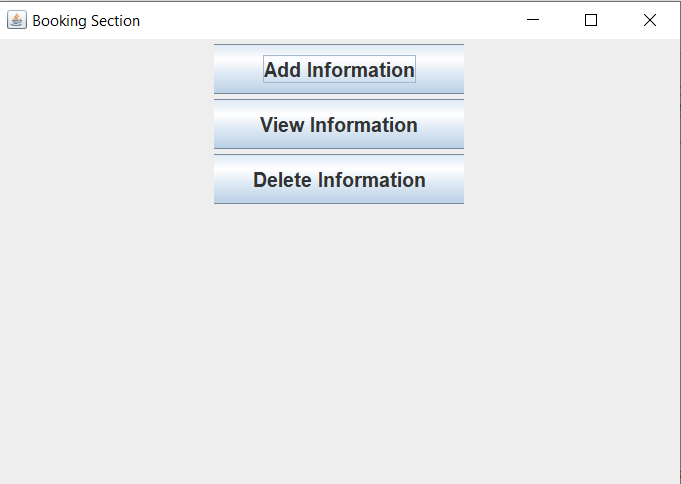 Booking Section
Add Information
View Information
Delete Information